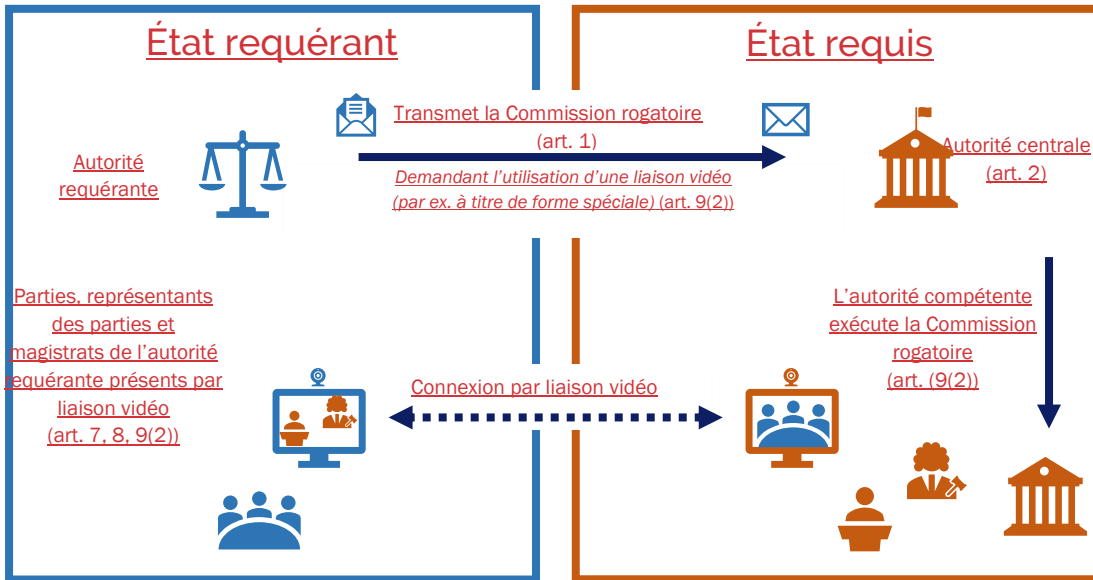 État requérant
État requis
Transmet la Commission rogatoire
(art. 1)
Demandant l'utilisation d'une liaison vidéo
(par ex. à titre de forme spéciale) (art. 9(2))
Autorité
requérante
Autorité centrale
(art. 2)
Parties, représentants
des parties et
magistrats de l'autorité
requérante présents par
liaison vidéo
(art. 7, 8, 9(2))
Connexion par liaison vidéo
L'autorité compétente
exécute la Commission
rogatoire
(art. (9(2))